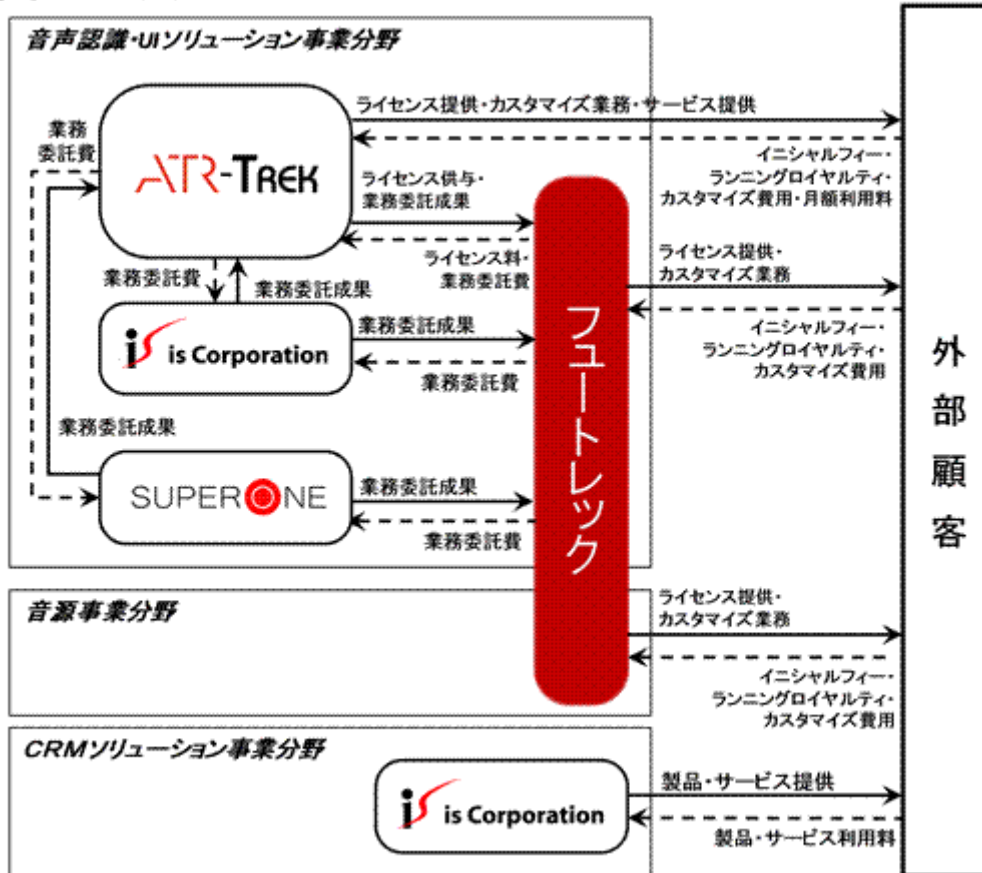 音声認識・UIソリューション事業分野
業務
委託費
ATR-TREK
ライセンス提供・カスタマイズ業務・サービス提供
イニシャルフィー・
ランニングロイヤルティ・
カスタマイズ費用・月額利用料
ライセンス供与・
業務委託成果
ライセンス料・
業務委託費
ライセンス提供・
カスタマイズ業務
業務委託費
業務委託成果
is is Corporation
業務委託成果
業務委託費
イニシャルフィー・
ランニングロイヤルティ・
カスタマイズ費用
フュートレック
外部顧客
業務委託成果
SUPER ONE
業務委託成果
業務委託費
音源事業分野
ライセンス提供・
カスタマイズ業務
イニシャルフィー・
ランニングロイヤルティ・
カスタマイズ費用
CRMソリューション事業分野
is is Corporation
製品・サービス提供
製品・サービス利用料